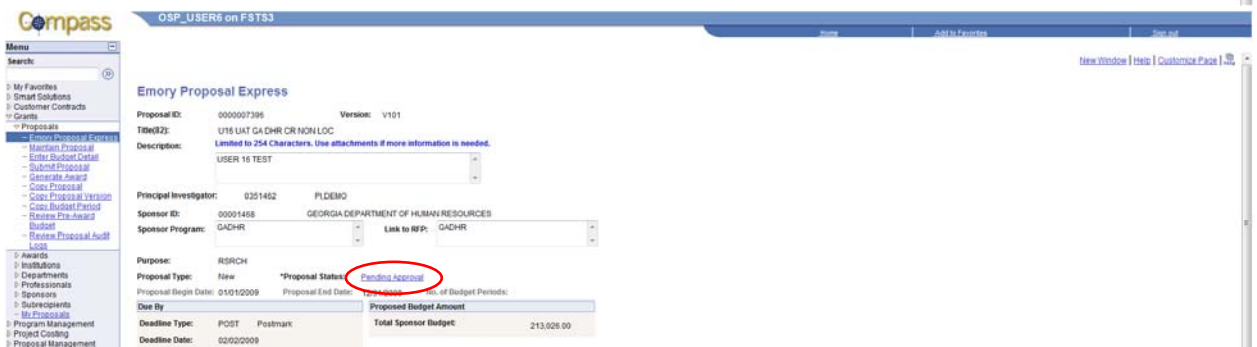 Compass
OSP_USER6 on FSTS3
Home Add to Favorites Sign out
Menu
Search:
New Window | Help | Customize Page |
My Favorites
Smart Solutions
Customer Contracts
Grants
Proposals
Emory Proposal Express
Maintain Proposal
Enter Budget Detail
Submit Proposal
Generate Award
Copy Proposal
Copy Proposal Version
Copy Budget Period
Review Pre-Award
Budget
Review Proposal Audit
Logs
Awards
Institutions
Departments
Professionals
Sponsors
Subrecipients
My Proposals
Program Management
Project Costing
Proposal Management
Emory Proposal Express
Proposal ID: 0000007396 Version: V101
Title(82): U16 UAT GA DHR CR NON LOC
Description: Limited to 254 Characters. Use attachments if more information is needed.
USER 16 TEST
Principal Investigator: 0351462 PI,DEMO
Sponsor ID: 00001468 GEORGIA DEPARTMENT OF HUMAN RESOURCES
Sponsor Program: GADHR Link to RFP: GADHR
Purpose: RSRCH
Proposal Type: New *Proposal Status: Pending Approval
Proposal Begin Date: 01/01/2009 Proposal End Date: No. of Budget Periods:
Due By Proposed Budget Amount
Deadline Type: POST Postmark Total Sponsor Budget: 213,026.00
Deadline Date: 02/02/2009